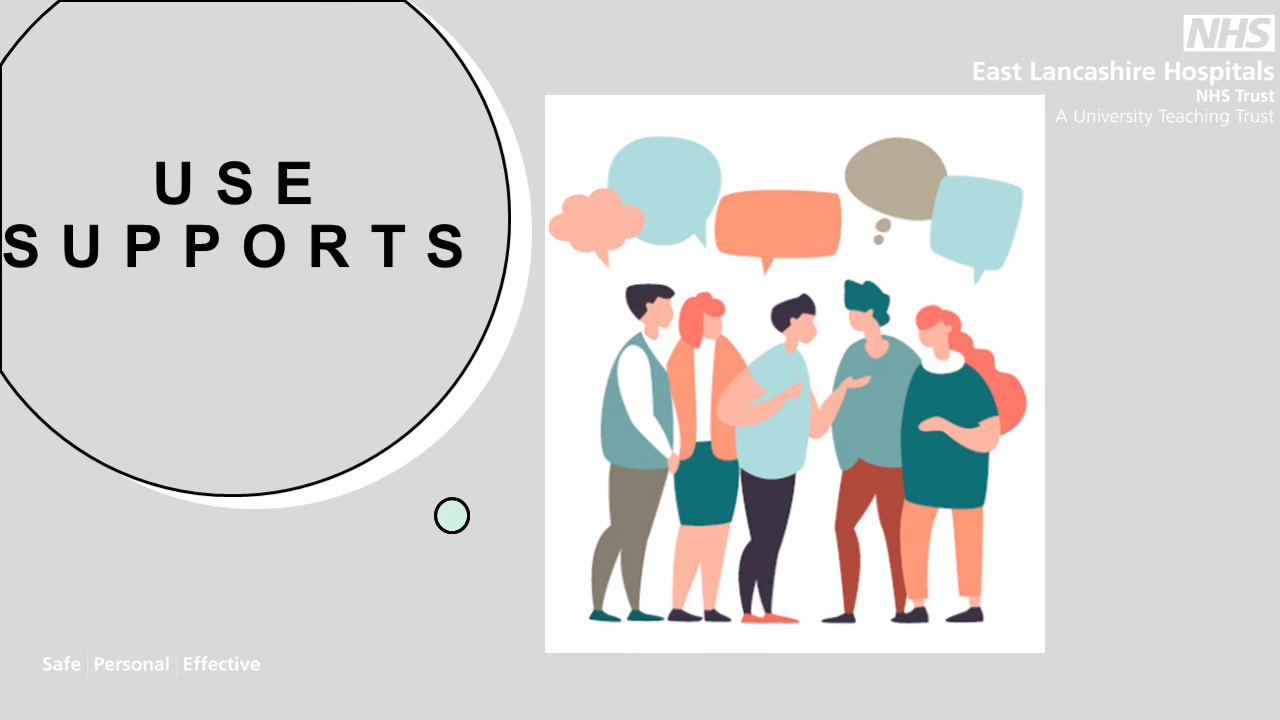 USE
SUPPORTS
NHS
East Lancashire Hospitals
NHS Trust
A University Teaching Trust
Safe Personal Effective